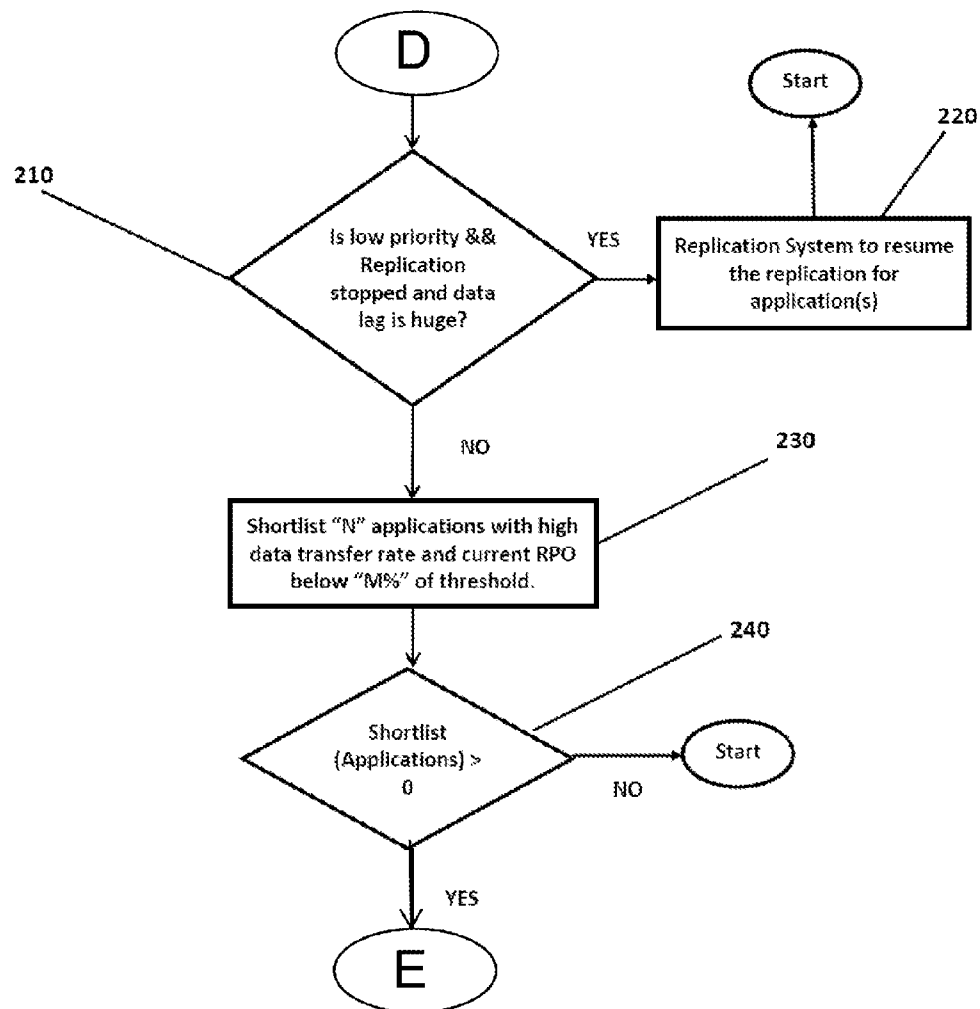 D
Start
220
210
Is low priority &&
Replication
stopped and data
lag is huge?
YES
Replication System to resume
the replication for
application(s)
NO
230
Shortlist “N” applications with high
data transfer rate and current RPO
below “M%” of threshold.
240
Shortlist
(Applications) >
0
Start
NO
YES
E